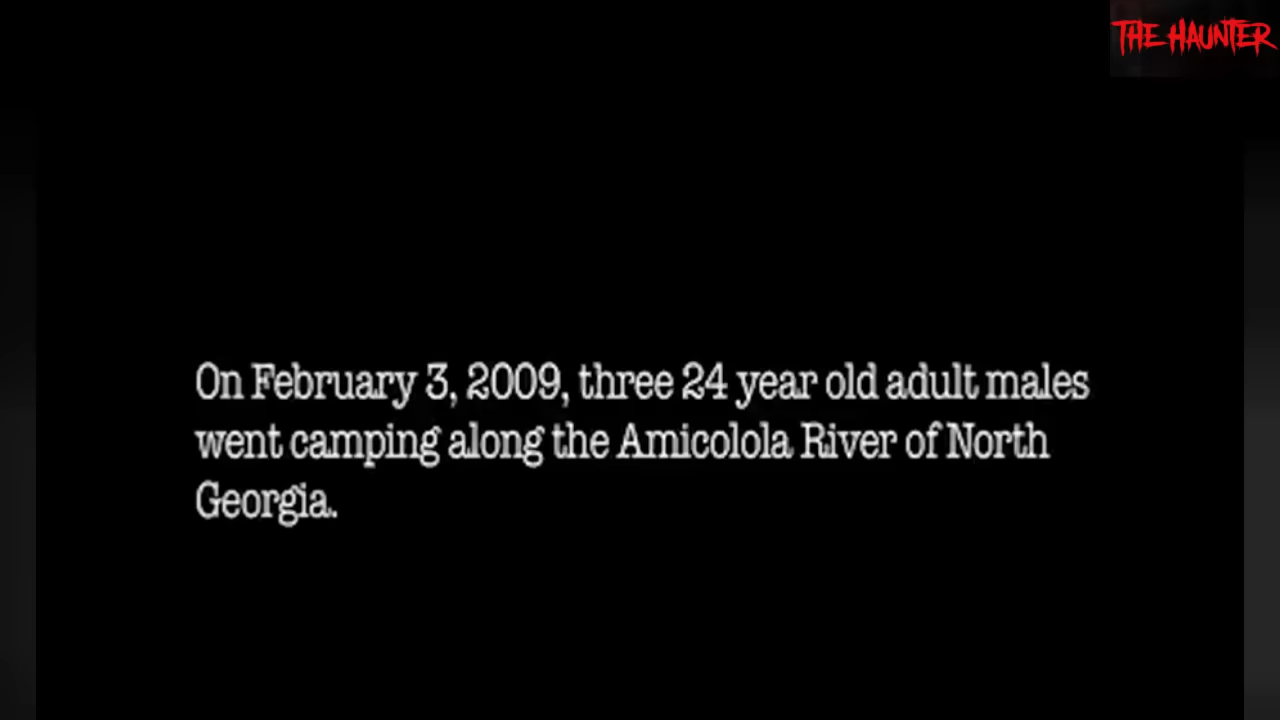 THE HAUNTER
On February 3, 2009, three 24 year old adult males
went camping along the Amicolola River of North
Georgia.